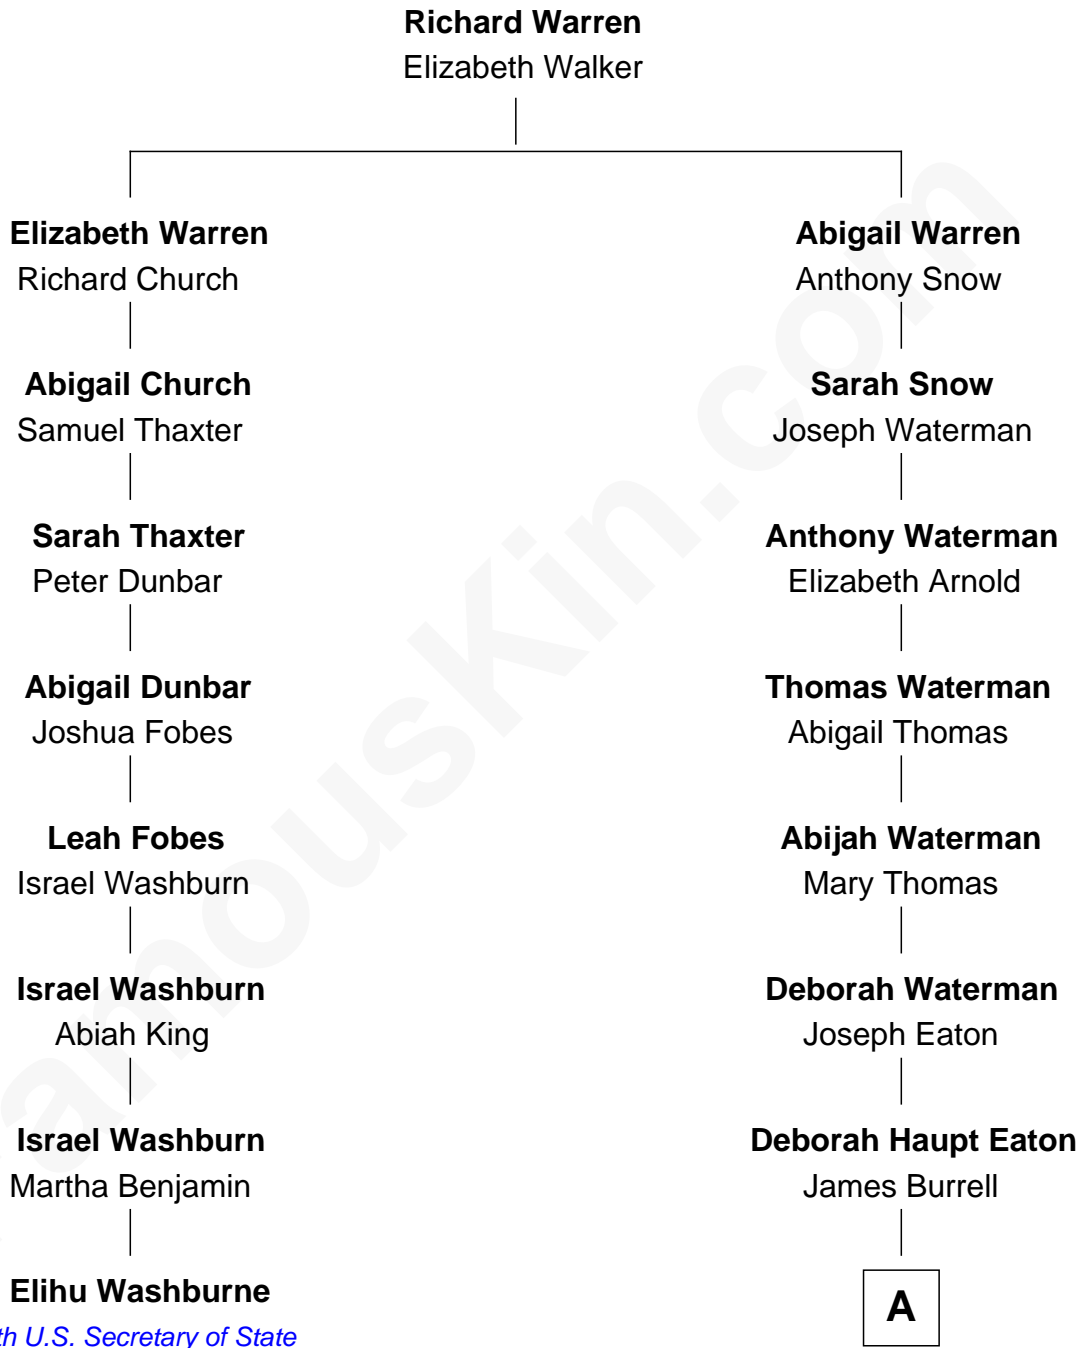 Richard Warren
Elizabeth Walker
Elizabeth Warren
Richard Church
Abigail Warren
Anthony Snow
Abigail Church
Samuel Thaxter
Sarah Snow
Joseph Waterman
Sarah Thaxter
Peter Dunbar
Anthony Waterman
Elizabeth Arnold
Abigail Dunbar
Joshua Fobes
Thomas Waterman
Abigail Thomas
Leah Fobes
Israel Washburn
Abijah Waterman
Mary Thomas
Israel Washburn
Abiah King
Deborah Waterman
Joseph Eaton
Israel Washburn
Martha Benjamin
Deborah Haupt Eaton
James Burrell
Elihu Washburne
th U.S. Secretary of State
A
amouskin.com